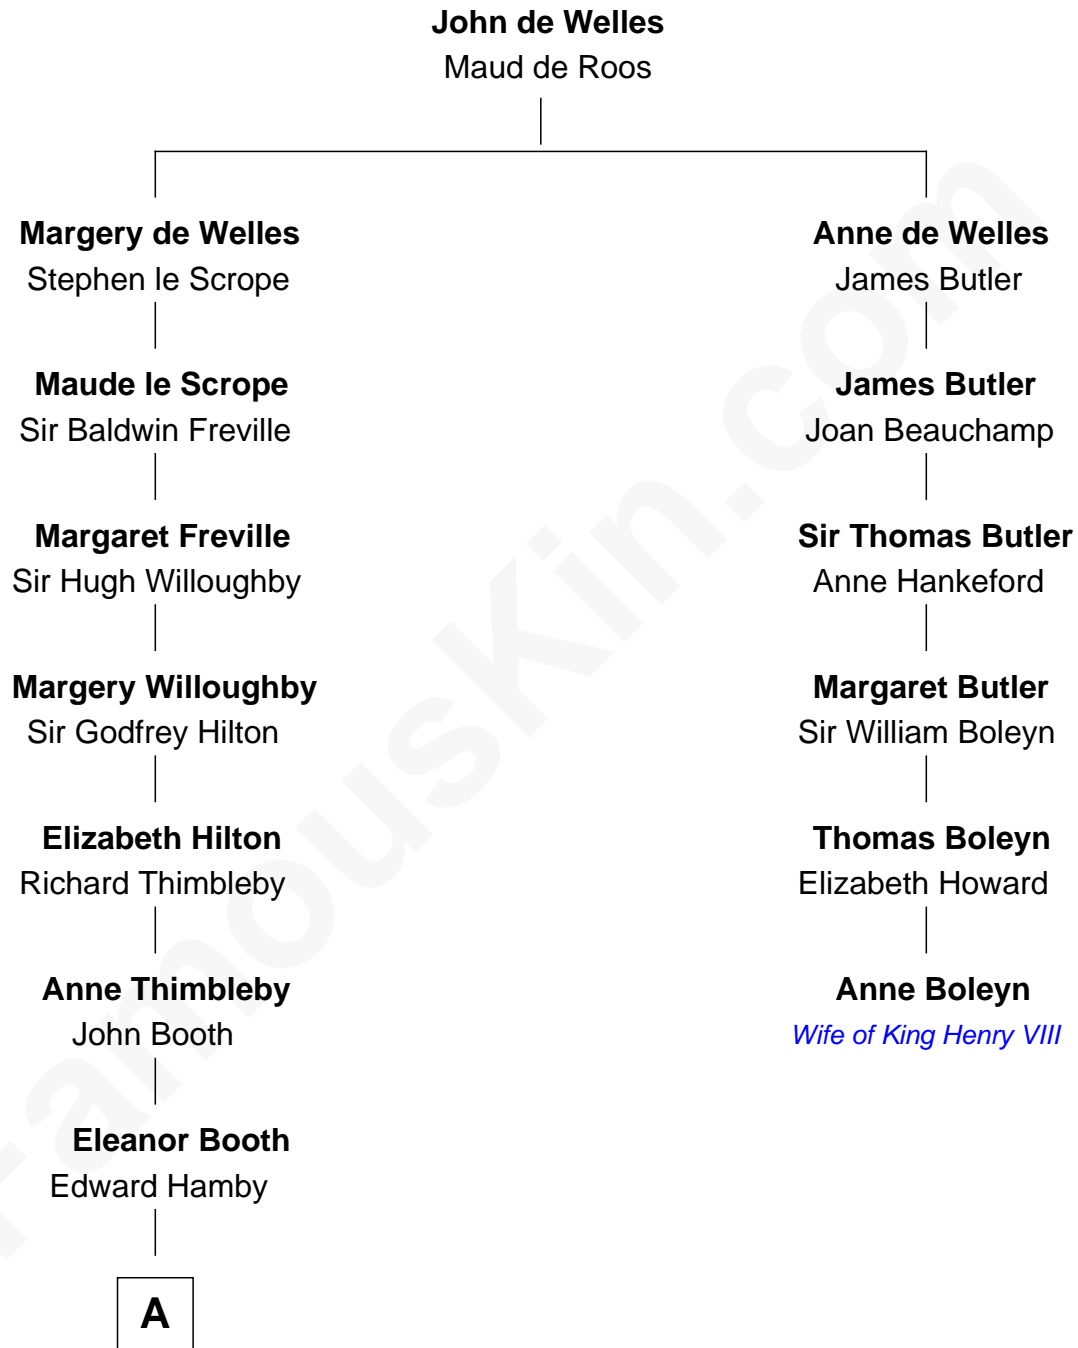 John de Welles
Maud de Roos
Margery de Welles
Stephen le Scrope
Anne de Welles
James Butler
Maude le Scrope
Sir Baldwin Freville
James Butler
Joan Beauchamp
Margaret Freville
Sir Hugh Willoughby
Sir Thomas Butler
Anne Hankeford
Margery Willoughby
Sir Godfrey Hilton
Margaret Butler
Sir William Boleyn
Elizabeth Hilton
Richard Thimbleby
Thomas Boleyn
Elizabeth Howard
Anne Thimbleby
John Booth
Anne Boleyn
Wife of King Henry VIII
Eleanor Booth
Edward Hamby
A
FamousKin.com